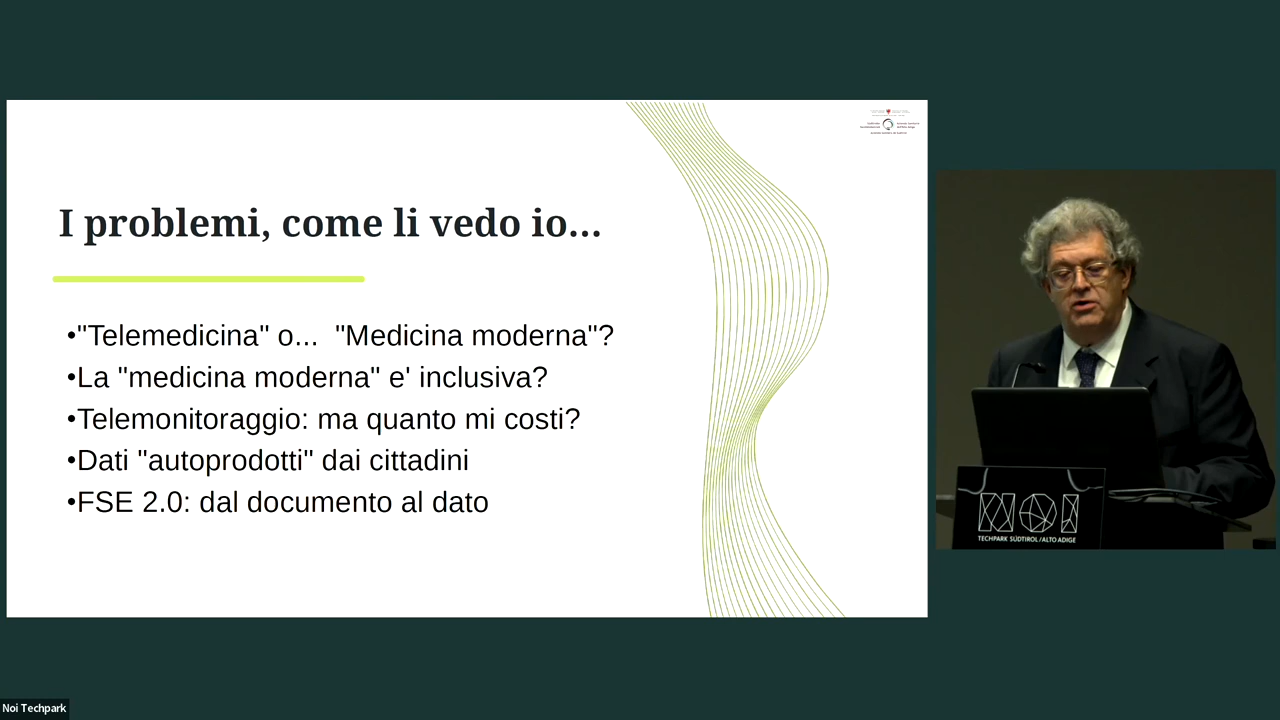 I problemi, come li vedo io...
•"Telemedicina" o... "Medicina moderna"?
•La "medicina moderna" e' inclusiva?
•Telemonitoraggio: ma quanto mi costi?
•Dati "autoprodotti" dai cittadini
•FSE 2.0: dal documento al dato
NOI
TECHPARK SÜDTIROL/ALTO ADIGE
Noi Techpark